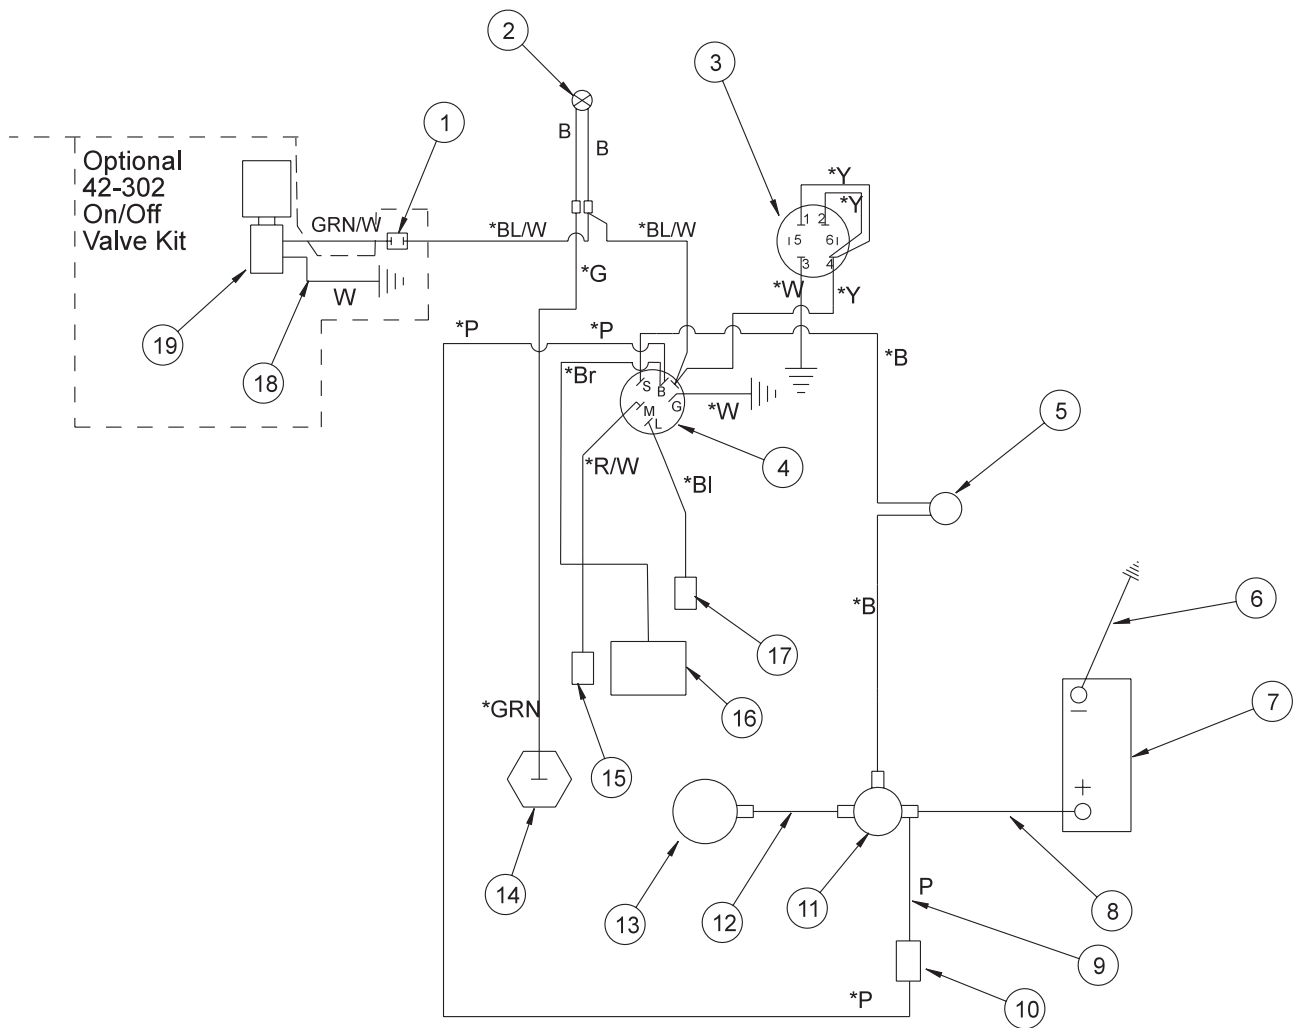 2
3
1
B
B
Optional
42-302
On/Off
Valve Kit
GRN/W
*BL/W
*BL/W
*Y
*Y
1 2
5 6
3 4
*G
W
*W
*Y
19
18
*P
*P
*B
*Br
S
B
G
M
L
*W
4
5
*R/W
*Bl
*B
6
17
7
16
15
*GRN
−
+
14
13
12
11
P
8
9
10
*P